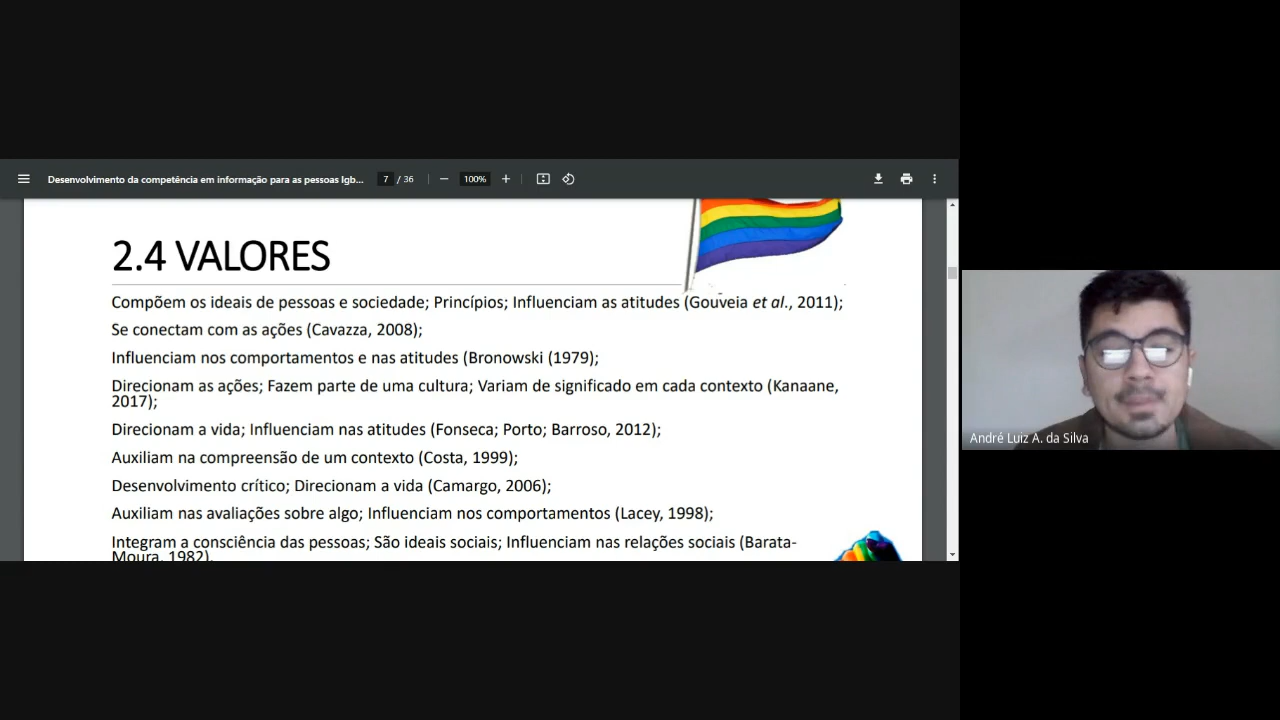 Desenvolvimento da competência em informação para as pessoas lgb... 7 / 36 100%
2.4 VALORES
Compõem os ideais de pessoas e sociedade; Princípios; Influenciam as atitudes (Gouveia et al., 2011);
Se conectam com as ações (Cavazza, 2008);
Influenciam nos comportamentos e nas atitudes (Bronowski (1979);
Direcionam as ações; Fazem parte de uma cultura; Variam de significado em cada contexto (Kanaane,
2017);
Direcionam a vida; Influenciam nas atitudes (Fonseca; Porto; Barroso, 2012);
Auxiliam na compreensão de um contexto (Costa, 1999);
Desenvolvimento crítico; Direcionam a vida (Camargo, 2006);
Auxiliam nas avaliações sobre algo; Influenciam nos comportamentos (Lacey, 1998);
Integram a consciência das pessoas; São ideais sociais; Influenciam nas relações sociais (Barata-
Moura, 1982).
André Luiz A. da Silva